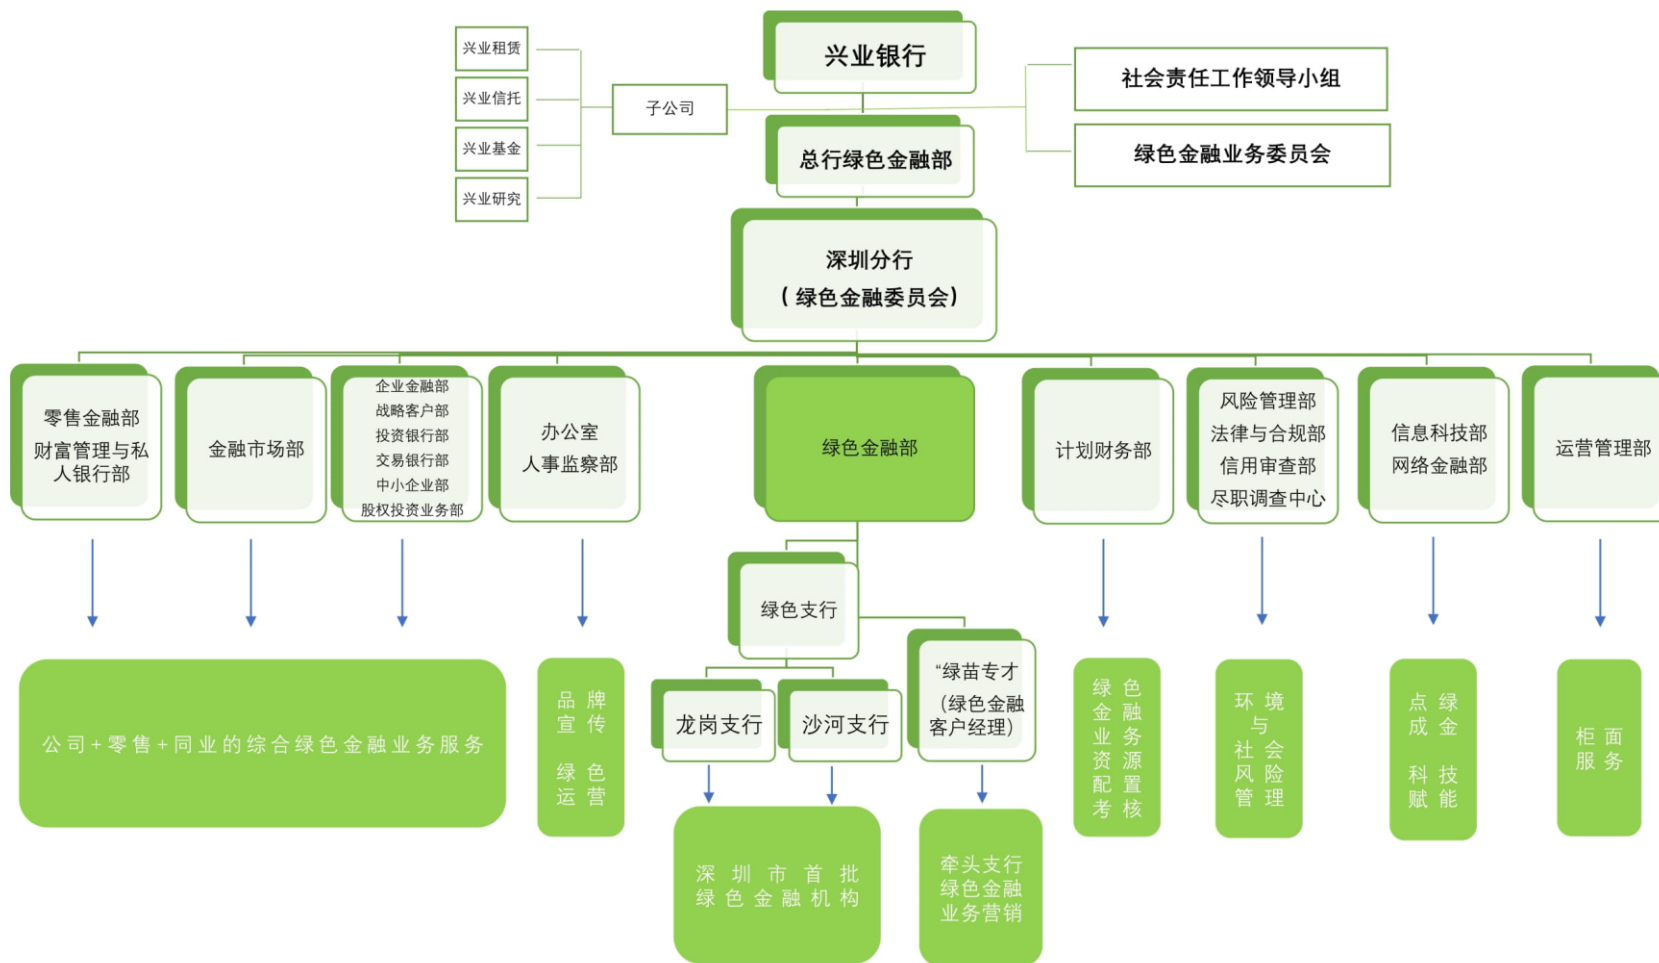 兴业银行
兴业租赁
兴业信托
兴业基金
兴业研究
子公司
社会责任工作领导小组
绿色金融业务委员会
总行绿色金融部
深圳分行
（绿色金融委员会）
零售金融部
财富管理与私
人银行部
金融市场部
企业金融部
战略客户部
投资银行部
交易银行部
中小企业部
股权投资业务部
办公室
人事监察部
绿色金融部
计划财务部
风险管理部
法律与合规部
信用审查部
尽职调查中心
信息科技部
网络金融部
运营管理部
绿色支行
龙岗支行
沙河支行
“绿苗专才
（绿色金融
客户经理）
公司+零售+同业的综合绿色金融业务服务
品牌
宣传
绿色
运营
深圳市首批
绿色金融机构
牵头支行
绿色金融
业务营销
绿色
金融
业务
资源
配置
考核
环境
与
社会
风险
管理
点绿
成金
科技
赋能
柜面
服务